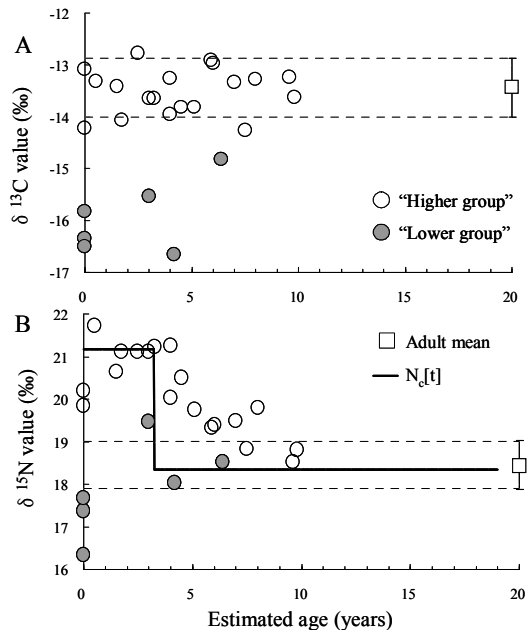 A
δ ¹³C value (‰)
-12
-13
-14
-15
-16
-17
"Higher group"
"Lower group"
0
5
10
15
20
B
δ ¹⁵N value (‰)
22
21
20
19
18
17
16
Adult mean
N_c[t]
0
5
10
15
20
Estimated age (years)